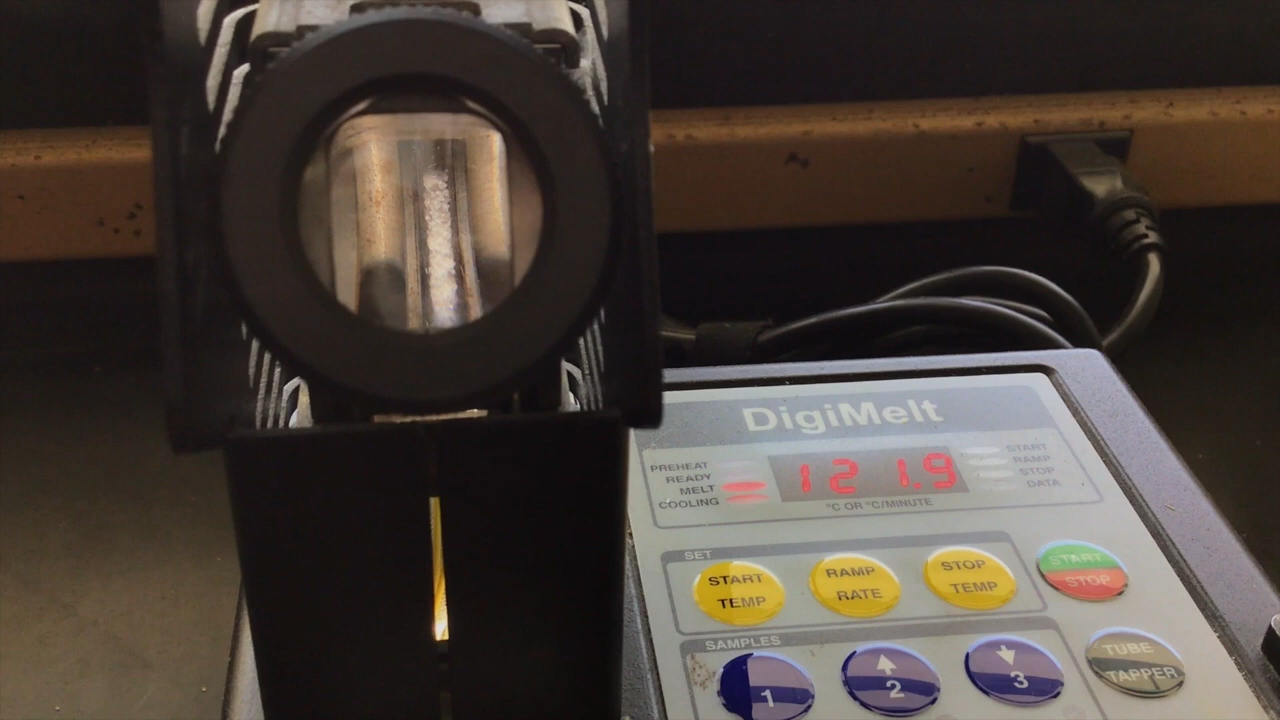 DigiMelt
PREHEAT
READY
MELT
COOLING
121.9
°C OR °C/MINUTE
START
RAMP
STOP
DATA
SET
START
TEMP
RAMP
RATE
STOP
TEMP
START
STOP
SAMPLES
1
2
3
TUBE
TAPPER